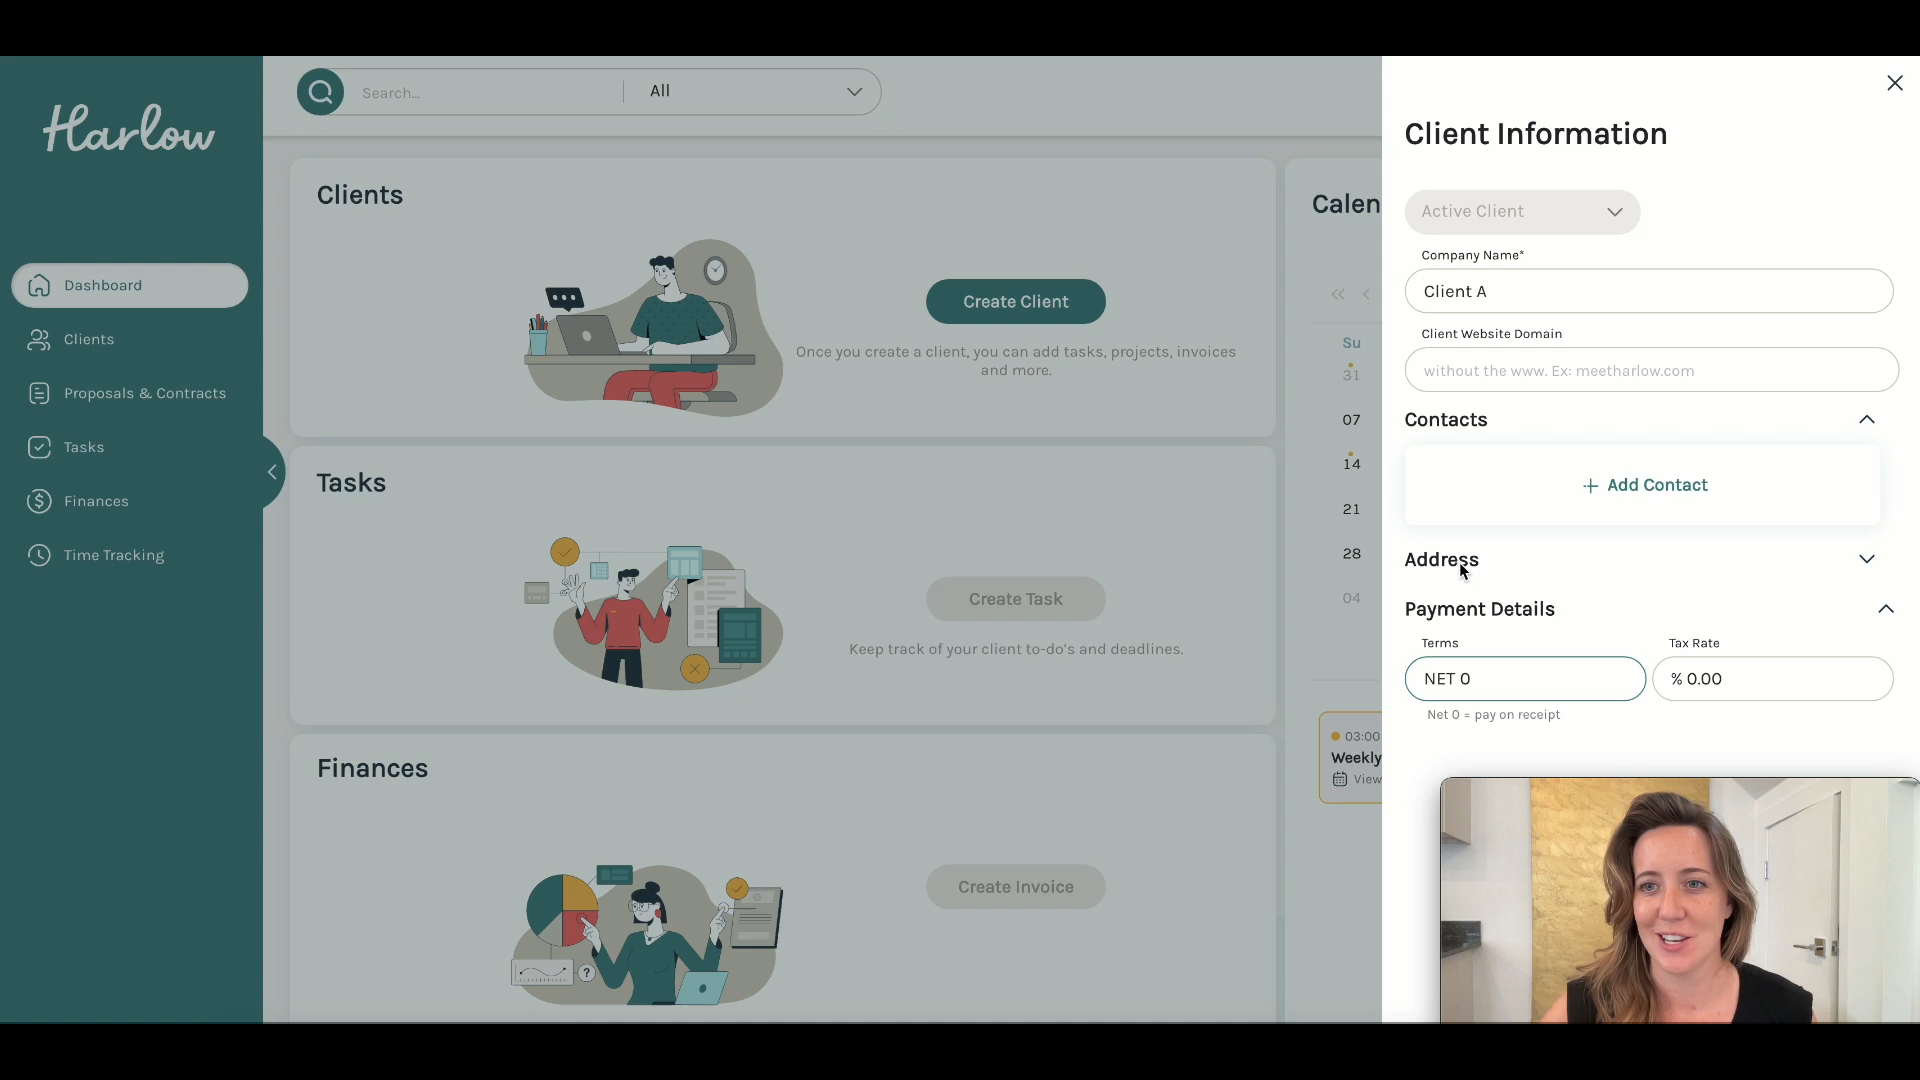 Harlow
Search...
All
Dashboard
Clients
Proposals & Contracts
Tasks
Finances
Time Tracking
Clients
Create Client
Once you create a client, you can add tasks, projects, invoices
and more.
Tasks
Create Task
Keep track of your client to-do's and deadlines.
Finances
?
Create Invoice
Calen
Su
31
07
14
21
28
04
03:00
Weekly
View
Client Information
Active Client
Company Name*
Client A
Client Website Domain
without the www. Ex: meetharlow.com
Contacts
+ Add Contact
Address
Payment Details
Terms
Tax Rate
NET 0
% 0.00
Net 0 = pay on receipt